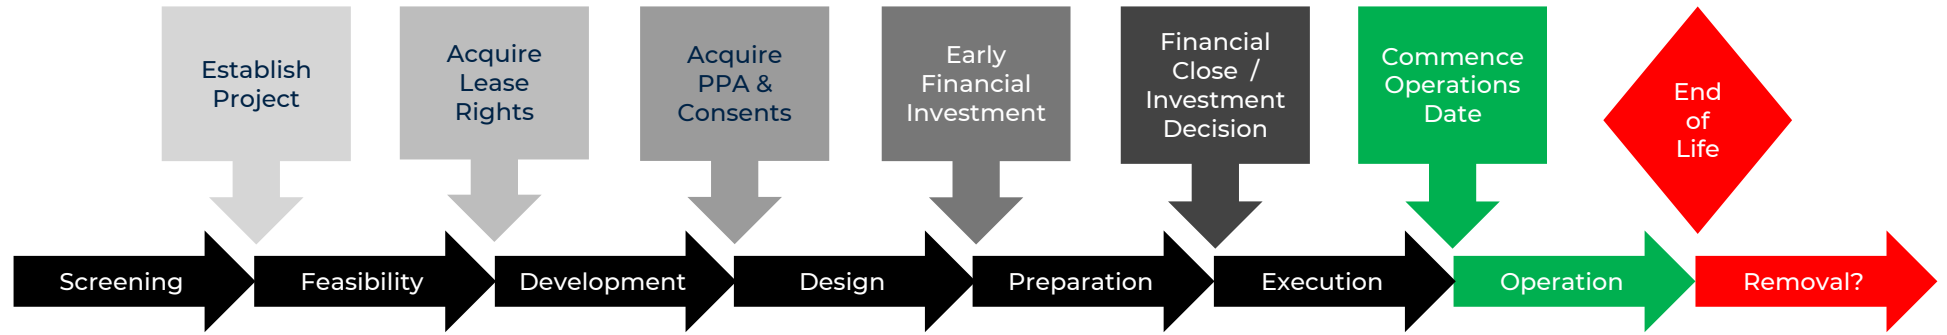 Establish
Project
Acquire
Lease
Rights
Acquire
PPA &
Consents
Early
Financial
Investment
Financial
Close /
Investment
Decision
Commence
Operations
Date
End
of
Life
Screening
Feasibility
Development
Design
Preparation
Execution
Operation
Removal?